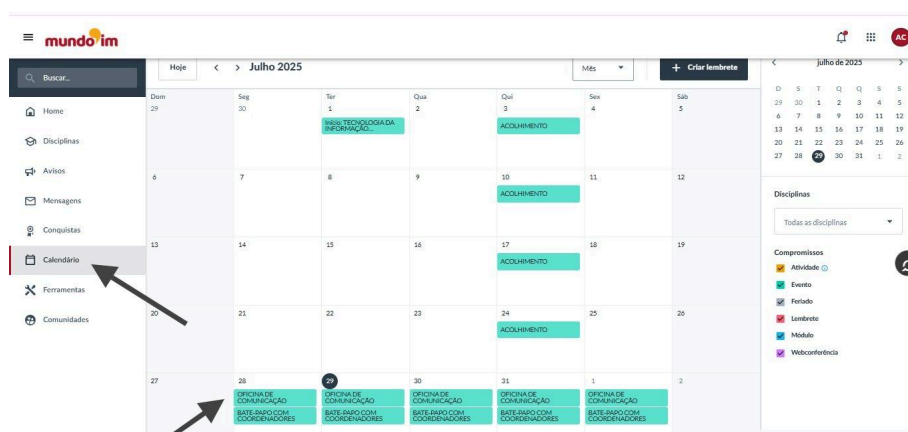 mundo im
AC
Buscar...
Home
Disciplinas
Avisos
Mensagens
Conquistas
Calendário
Ferramentas
Comunidades
Hoje < > Julho 2025 Mês + Criar lembrete
Dom Seg Ter Qua Qui Sex Sáb
29 30 1 2 3 4 5
Início: TECNOLOGIA DA
INFORMAÇÃO...
ACOLHIMENTO
6 7 8 9 10 11 12
ACOLHIMENTO
13 14 15 16 17 18 19
ACOLHIMENTO
20 21 22 23 24 25 26
ACOLHIMENTO
27 28 29 30 31 1 2
OFICINA DE
COMUNICAÇÃO
OFICINA DE
COMUNICAÇÃO
OFICINA DE
COMUNICAÇÃO
OFICINA DE
COMUNICAÇÃO
OFICINA DE
COMUNICAÇÃO
BATE-PAPO COM
COORDENADORES
BATE-PAPO COM
COORDENADORES
BATE-PAPO COM
COORDENADORES
BATE-PAPO COM
COORDENADORES
BATE-PAPO COM
COORDENADORES
< julho de 2025 >
D S T Q Q S S
29 30 1 2 3 4 5
6 7 8 9 10 11 12
13 14 15 16 17 18 19
20 21 22 23 24 25 26
27 28 29 30 31 1 2
Disciplinas
Todas as disciplinas
Compromissos
Atividade
Evento
Feriado
Lembrete
Módulo
Webconferência